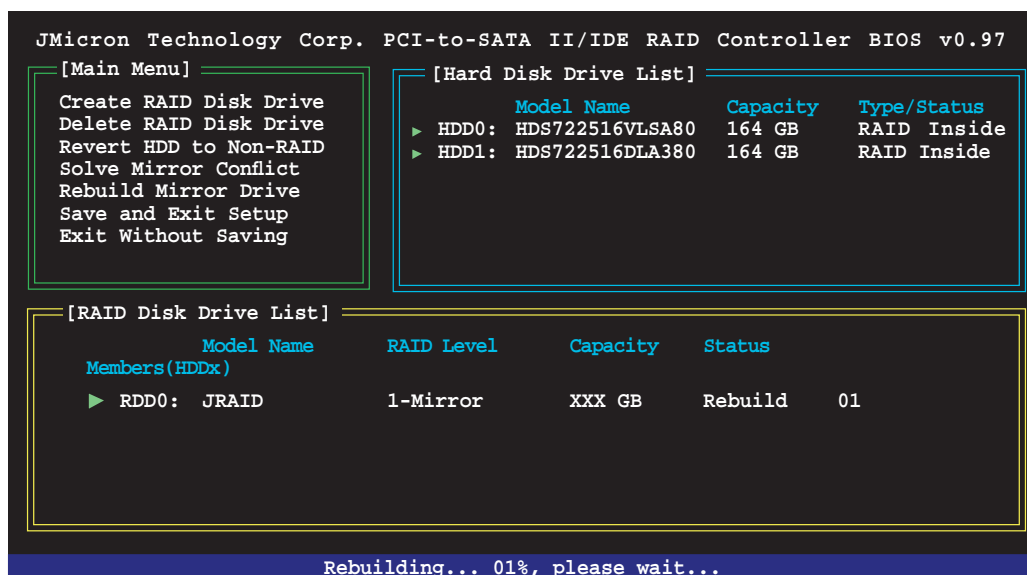 JMicron Technology Corp. PCI-to-SATA II/IDE RAID Controller BIOS v0.97
[Main Menu]
Create RAID Disk Drive
Delete RAID Disk Drive
Revert HDD to Non-RAID
Solve Mirror Conflict
Rebuild Mirror Drive
Save and Exit Setup
Exit Without Saving
[Hard Disk Drive List]
Model Name Capacity Type/Status
HDD0: HDS722516VLSA80 164 GB RAID Inside
HDD1: HDS722516DLA380 164 GB RAID Inside
[RAID Disk Drive List]
Model Name RAID Level Capacity Status
Members(HDDx)
RDD0: JRAID 1-Mirror XXX GB Rebuild 01
Rebuilding... 01%, please wait...